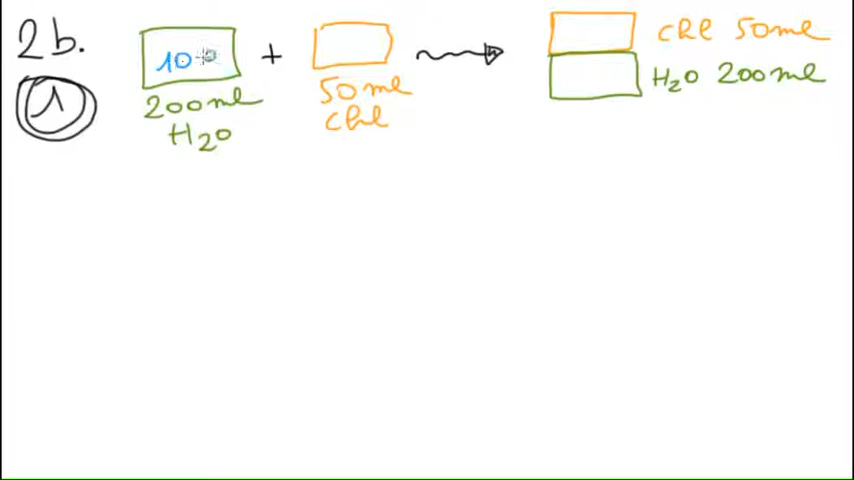 2b.
①
10
+
200ml
H₂O
50ml
chl
chl 50ml
H₂O 200ml